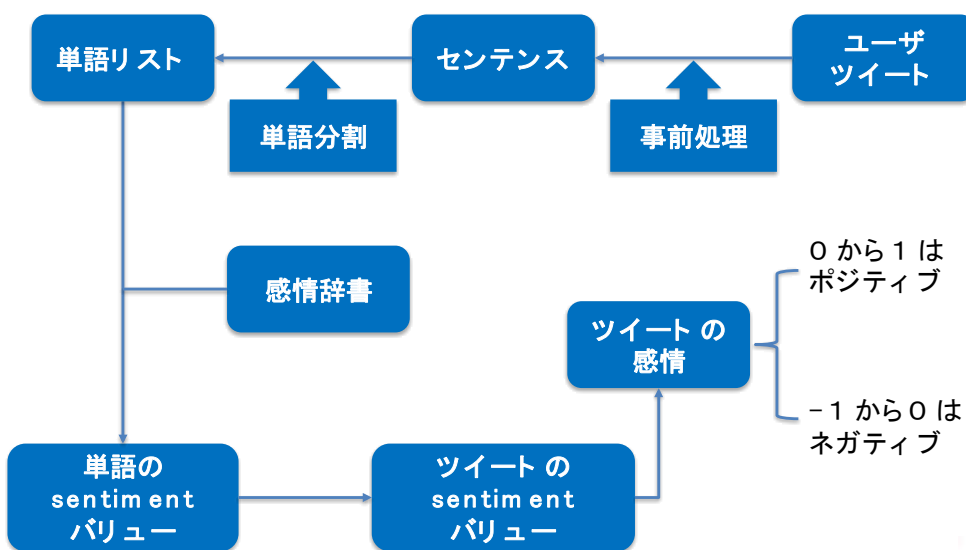 単語リスト
センテンス
ユーザ
ツイート
単語分割
事前処理
感情辞書
0 から 1 は
ポジティブ
ツイート の
感情
-1 から 0 は
ネガティブ
単語の
sentiment
バリュー
ツイート の
sentiment
バリュー